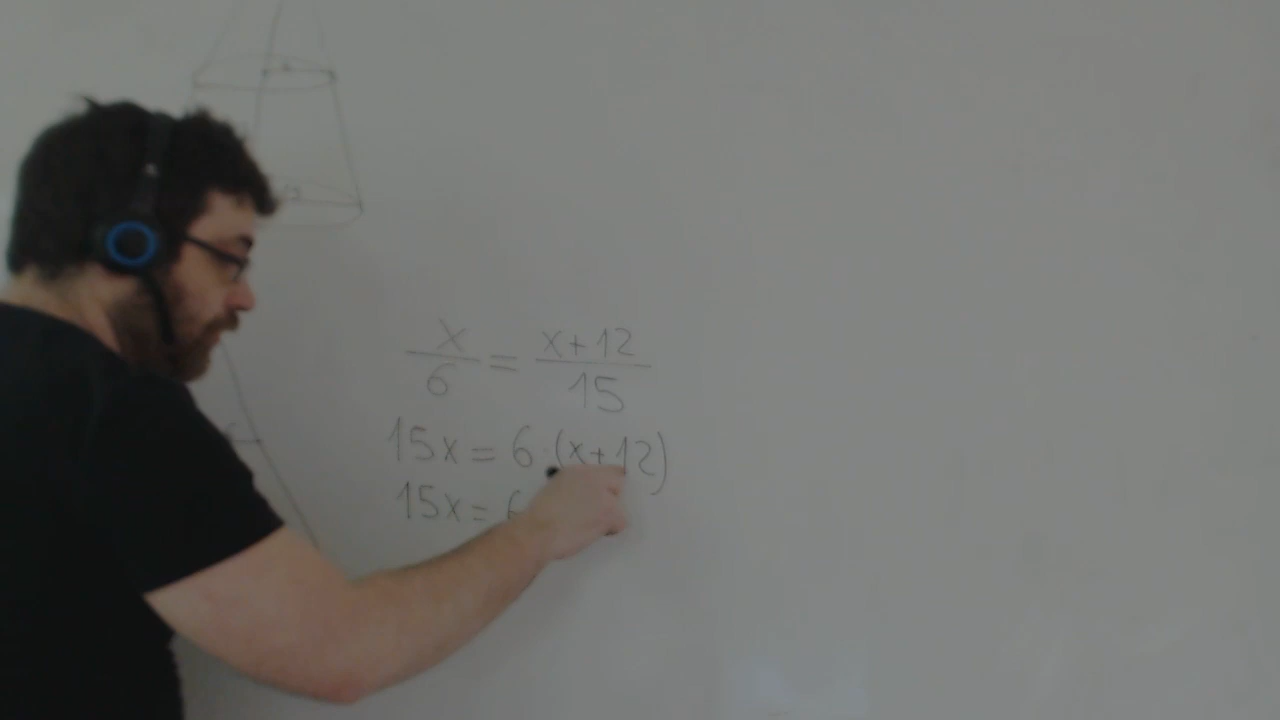 x/6 = x+12/15
15x = 6·(x+12)
15x = 6